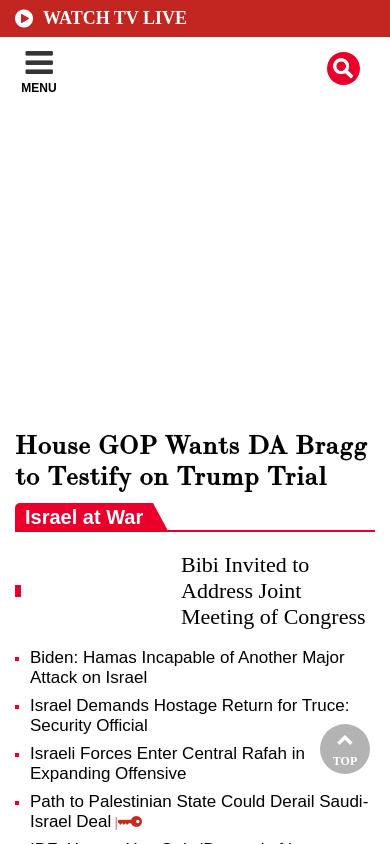 WATCH TV LIVE
MENU
House GOP Wants DA Bragg
to Testify on Trump Trial
Israel at War
Bibi Invited to
Address Joint
Meeting of Congress
Biden: Hamas Incapable of Another Major
Attack on Israel
Israel Demands Hostage Return for Truce:
Security Official
Israeli Forces Enter Central Rafah in
Expanding Offensive
TOP
Path to Palestinian State Could Derail Saudi-
Israel Deal |